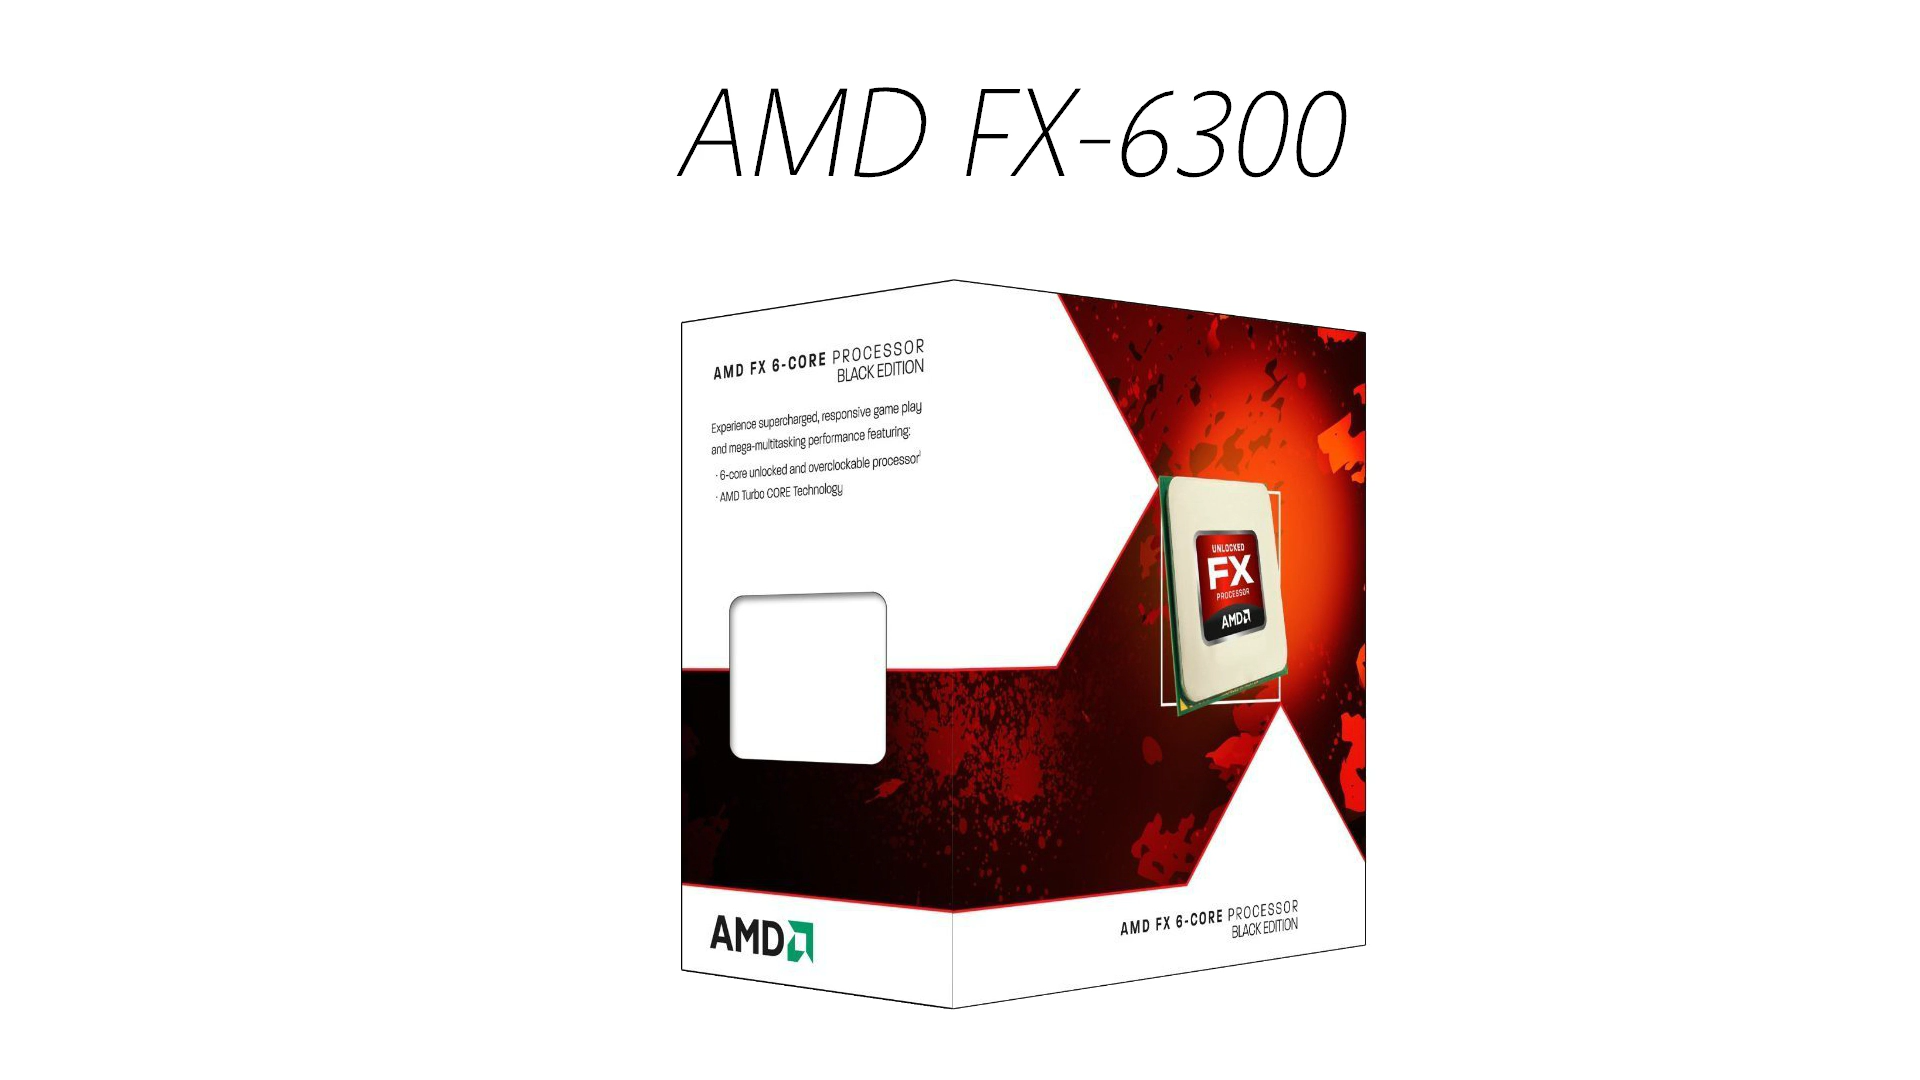 AMD FX-6300
AMD FX 6-CORE PROCESSOR
BLACK EDITION
Experience supercharged, responsive game play
and mega-multitasking performance featuring:
· 6-core unlocked and overclockable processor¹
· AMD Turbo CORE Technology
UNLOCKED
FX
PROCESSOR
AMD
AMD
AMD FX 6-CORE PROCESSOR
BLACK EDITION